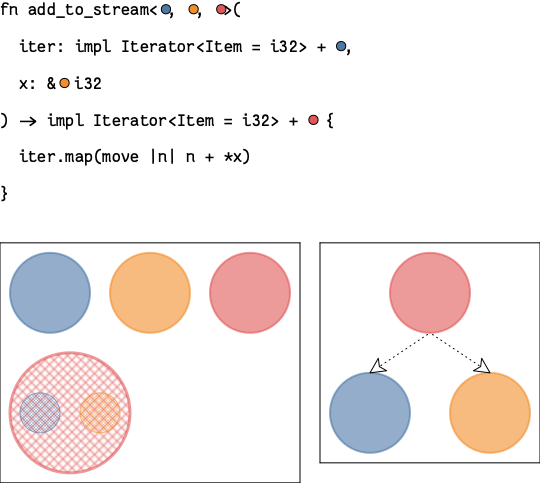 fn add_to_stream<●, ●, ●>(
iter: impl Iterator<Item = i32> + ●,
x: &●i32
) → impl Iterator<Item = i32> + ● {
iter.map(move |n| n + *x)
}